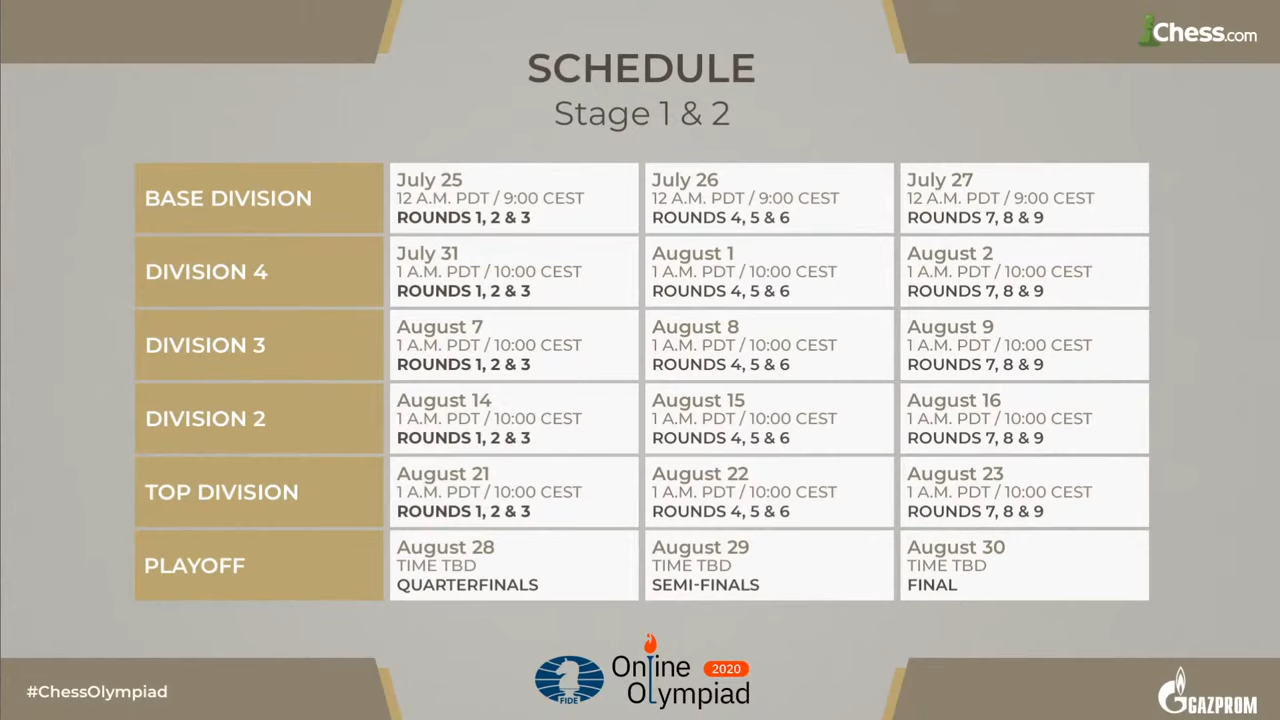 Chess.com
SCHEDULE
Stage 1 & 2
BASE DIVISION
July 25
12 A.M. PDT / 9:00 CEST
ROUNDS 1, 2 & 3
July 26
12 A.M. PDT / 9:00 CEST
ROUNDS 4, 5 & 6
July 27
12 A.M. PDT / 9:00 CEST
ROUNDS 7, 8 & 9
DIVISION 4
July 31
1 A.M. PDT / 10:00 CEST
ROUNDS 1, 2 & 3
August 1
1 A.M. PDT / 10:00 CEST
ROUNDS 4, 5 & 6
August 2
1 A.M. PDT / 10:00 CEST
ROUNDS 7, 8 & 9
DIVISION 3
August 7
1 A.M. PDT / 10:00 CEST
ROUNDS 1, 2 & 3
August 8
1 A.M. PDT / 10:00 CEST
ROUNDS 4, 5 & 6
August 9
1 A.M. PDT / 10:00 CEST
ROUNDS 7, 8 & 9
DIVISION 2
August 14
1 A.M. PDT / 10:00 CEST
ROUNDS 1, 2 & 3
August 15
1 A.M. PDT / 10:00 CEST
ROUNDS 4, 5 & 6
August 16
1 A.M. PDT / 10:00 CEST
ROUNDS 7, 8 & 9
TOP DIVISION
August 21
1 A.M. PDT / 10:00 CEST
ROUNDS 1, 2 & 3
August 22
1 A.M. PDT / 10:00 CEST
ROUNDS 4, 5 & 6
August 23
1 A.M. PDT / 10:00 CEST
ROUNDS 7, 8 & 9
PLAYOFF
August 28
TIME TBD
QUARTERFINALS
August 29
TIME TBD
SEMI-FINALS
August 30
TIME TBD
FINAL
#ChessOlympiad
FIDE
Online 2020
Olympiad
GAZPROM